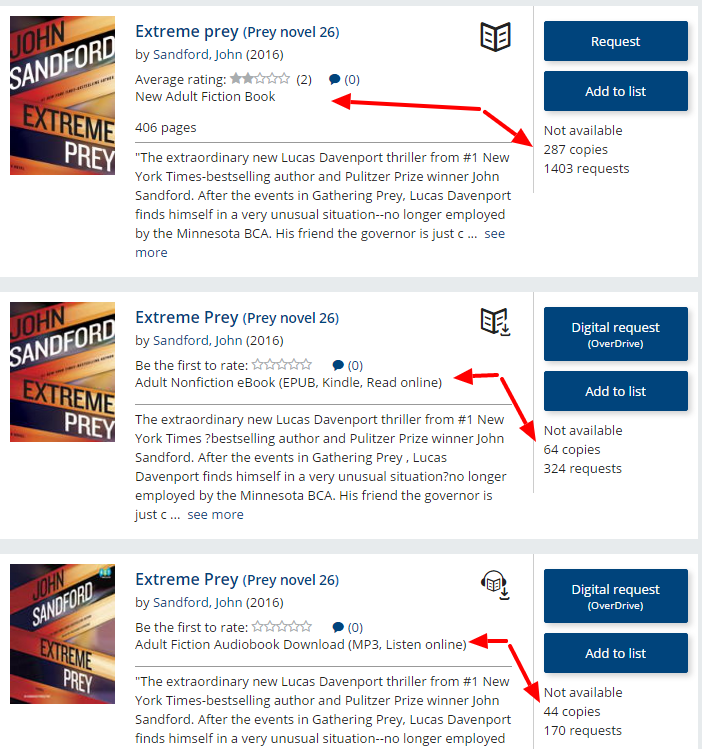 JOHN
SANDFORD
EXTREME
PREY
Extreme prey (Prey novel 26)
by Sandford, John (2016)
Average rating: (2) (0)
New Adult Fiction Book
406 pages
"The extraordinary new Lucas Davenport thriller from #1 New
York Times-bestselling author and Pulitzer Prize winner John
Sandford. After the events in Gathering Prey, Lucas Davenport
finds himself in a very unusual situation--no longer employed
by the Minnesota BCA. His friend the governor is just c ... see
more
Request
Add to list
Not available
287 copies
1403 requests
JOHN
SANDFORD
EXTREME
PREY
Extreme Prey (Prey novel 26)
by Sandford, John (2016)
Be the first to rate: (0)
Adult Nonfiction eBook (EPUB, Kindle, Read online)
The extraordinary new Lucas Davenport thriller from #1 New
York Times ?bestselling author and Pulitzer Prize winner John
Sandford. After the events in Gathering Prey , Lucas
Davenport finds himself in a very unusual situation?no longer
employed by the Minnesota BCA. His friend the governor is
just c ... see more
Digital request
(OverDrive)
Add to list
Not available
64 copies
324 requests
JOHN
SANDFORD
EXTREME
PREY
Extreme Prey (Prey novel 26)
by Sandford, John (2016)
Be the first to rate: (0)
Adult Fiction Audiobook Download (MP3, Listen online)
"The extraordinary new Lucas Davenport thriller from #1 New
York Times-bestselling author and Pulitzer Prize winner John
Sandford. After the events in Gathering Prey, Lucas Davenport
finds himself in a very unusual situation--no longer employed
Digital request
(OverDrive)
Add to list
Not available
44 copies
170 requests